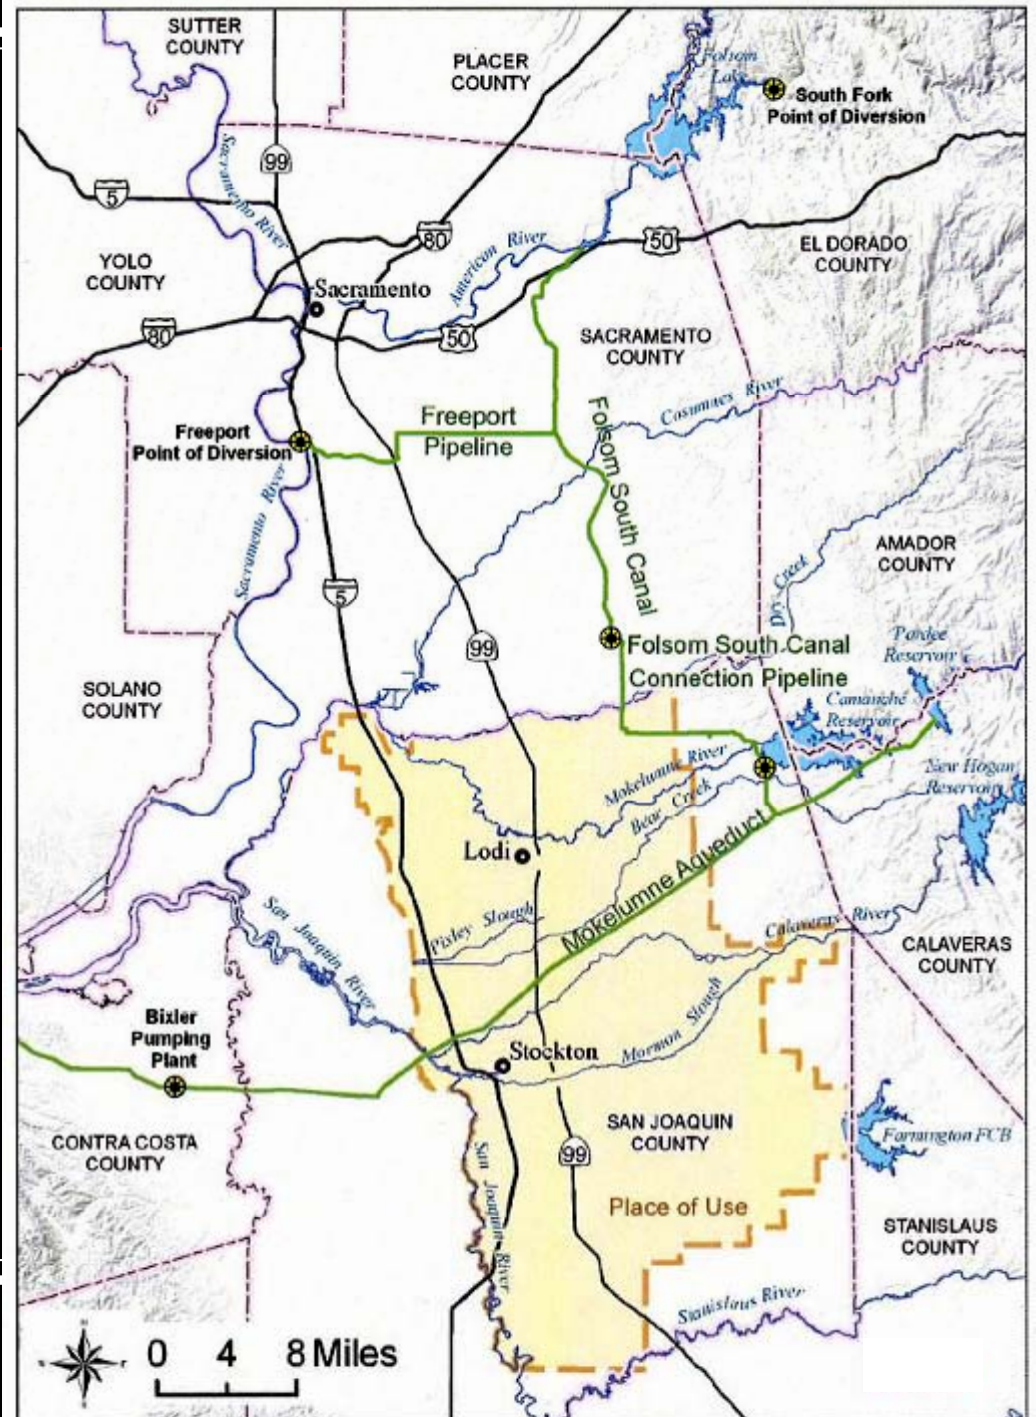 SUTTER
COUNTY
PLACER
COUNTY
Folsom
Lake
South Fork
Point of Diversion
99
Sacramento River
5
80
American River
50
EL DORADO
COUNTY
YOLO
COUNTY
Sacramento
80
50
SACRAMENTO
COUNTY
Cosumnes River
Freeport
Pipeline
Folsom South Canal
Freeport
Point of Diversion
Sacramento River
AMADOR
COUNTY
Dry Creek
5
99
Folsom South Canal
Connection Pipeline
Pardee
Reservoir
SOLANO
COUNTY
Camanche
Reservoir
Mokelumne River
New Hogan
Reservoir
Bear Creek
Lodi
Mokelumne Aqueduct
Pixley Slough
San Joaquin River
Calaveras River
CALAVERAS
COUNTY
Bixler
Pumping
Plant
Mormon Slough
Stockton
CONTRA COSTA
COUNTY
SAN JOAQUIN
COUNTY
Farmington FCB
99
San Joaquin River
Place of Use
STANISLAUS
COUNTY
Stanislaus River
0 4 8 Miles